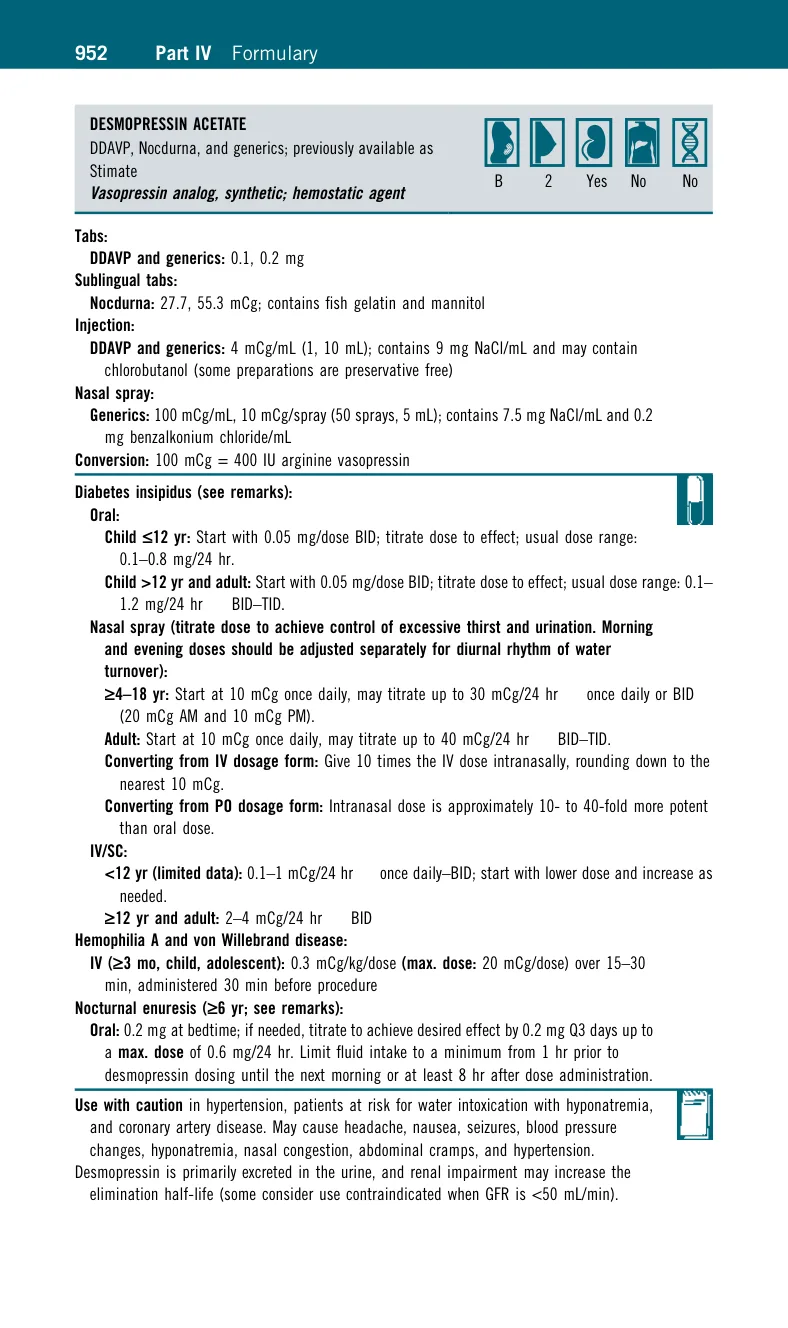 952 Part IV Formulary
DESMOPRESSIN ACETATE
DDAVP, Nocdurna, and generics; previously available as
Stimate
Vasopressin analog, synthetic; hemostatic agent
B 2 Yes No No
Tabs:
DDAVP and generics: 0.1, 0.2 mg
Sublingual tabs:
Nocdurna: 27.7, 55.3 mCg; contains fish gelatin and mannitol
Injection:
DDAVP and generics: 4 mCg/mL (1, 10 mL); contains 9 mg NaCl/mL and may contain
chlorobutanol (some preparations are preservative free)
Nasal spray:
Generics: 100 mCg/mL, 10 mCg/spray (50 sprays, 5 mL); contains 7.5 mg NaCl/mL and 0.2
mg benzalkonium chloride/mL
Conversion: 100 mCg = 400 IU arginine vasopressin
Diabetes insipidus (see remarks):
Oral:
Child ≤12 yr: Start with 0.05 mg/dose BID; titrate dose to effect; usual dose range:
0.1–0.8 mg/24 hr.
Child >12 yr and adult: Start with 0.05 mg/dose BID; titrate dose to effect; usual dose range: 0.1–
1.2 mg/24 hr BID–TID.
Nasal spray (titrate dose to achieve control of excessive thirst and urination. Morning
and evening doses should be adjusted separately for diurnal rhythm of water
turnover):
≥4–18 yr: Start at 10 mCg once daily, may titrate up to 30 mCg/24 hr once daily or BID
(20 mCg AM and 10 mCg PM).
Adult: Start at 10 mCg once daily, may titrate up to 40 mCg/24 hr BID–TID.
Converting from IV dosage form: Give 10 times the IV dose intranasally, rounding down to the
nearest 10 mCg.
Converting from PO dosage form: Intranasal dose is approximately 10- to 40-fold more potent
than oral dose.
IV/SC:
<12 yr (limited data): 0.1–1 mCg/24 hr once daily–BID; start with lower dose and increase as
needed.
≥12 yr and adult: 2–4 mCg/24 hr BID
Hemophilia A and von Willebrand disease:
IV (≥3 mo, child, adolescent): 0.3 mCg/kg/dose (max. dose: 20 mCg/dose) over 15–30
min, administered 30 min before procedure
Nocturnal enuresis (≥6 yr; see remarks):
Oral: 0.2 mg at bedtime; if needed, titrate to achieve desired effect by 0.2 mg Q3 days up to
a max. dose of 0.6 mg/24 hr. Limit fluid intake to a minimum from 1 hr prior to
desmopressin dosing until the next morning or at least 8 hr after dose administration.
Use with caution in hypertension, patients at risk for water intoxication with hyponatremia,
and coronary artery disease. May cause headache, nausea, seizures, blood pressure
changes, hyponatremia, nasal congestion, abdominal cramps, and hypertension.
Desmopressin is primarily excreted in the urine, and renal impairment may increase the
elimination half-life (some consider use contraindicated when GFR is <50 mL/min).